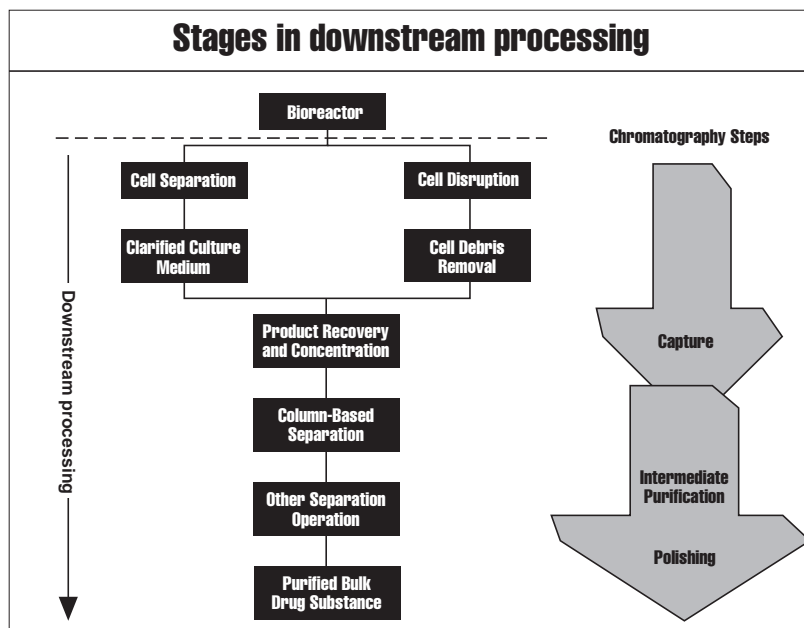 Stages in downstream processing
Bioreactor
Chromatography Steps
Cell Separation
Cell Disruption
Clarified Culture
Medium
Cell Debris
Removal
Downstream processing
Product Recovery
and Concentration
Capture
Column-Based
Separation
Intermediate
Purification
Other Separation
Operation
Polishing
Purified Bulk
Drug Substance